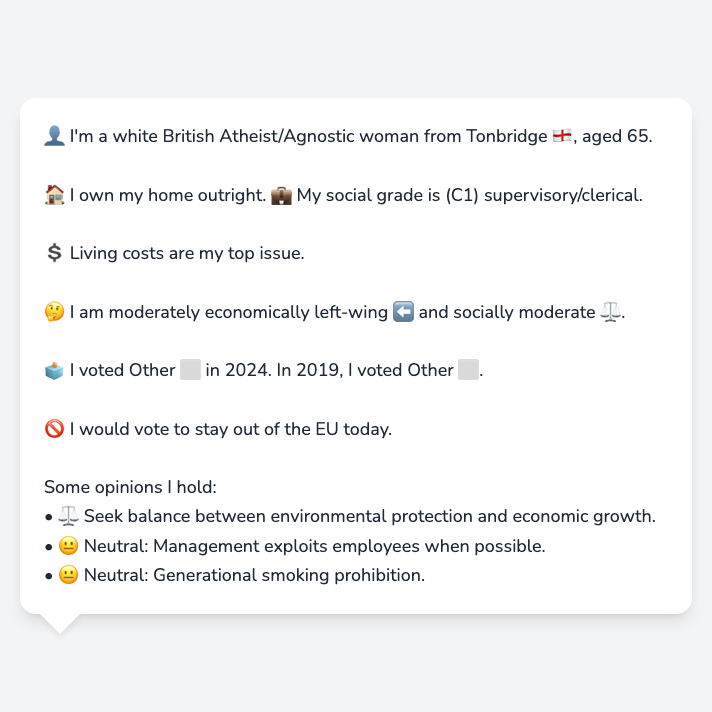 👤 I'm a white British Atheist/Agnostic woman from Tonbridge 🏴󠁧󠁢󠁥󠁮󠁧󠁿, aged 65.
🏠 I own my home outright. 💼 My social grade is (C1) supervisory/clerical.
💲 Living costs are my top issue.
🤔 I am moderately economically left-wing ⬅️ and socially moderate ⚖️.
🗳️ I voted Other ⬜ in 2024. In 2019, I voted Other ⬜.
🚫 I would vote to stay out of the EU today.
Some opinions I hold:
• ⚖️ Seek balance between environmental protection and economic growth.
• 😐 Neutral: Management exploits employees when possible.
• 😐 Neutral: Generational smoking prohibition.